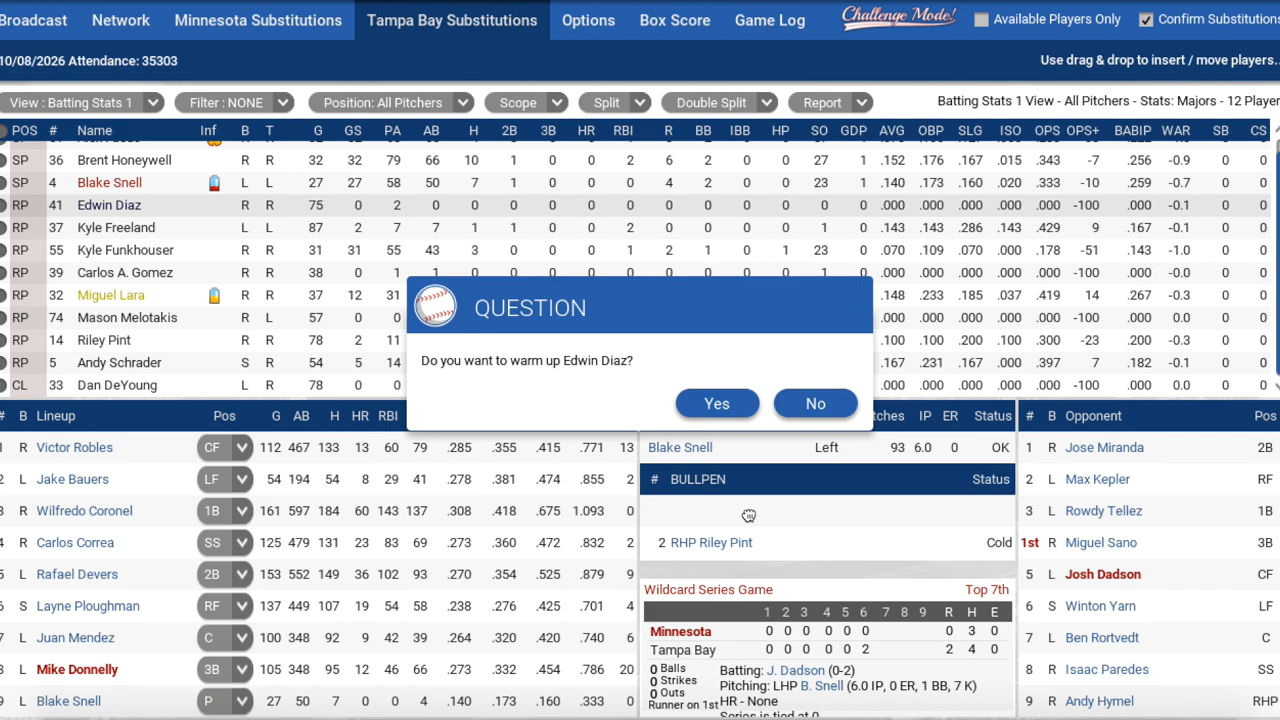 Broadcast Network Minnesota Substitutions Tampa Bay Substitutions Options Box Score Game Log Challenge Mode! Available Players Only Confirm Substitutions
10/08/2026 Attendance: 35303 Use drag & drop to insert / move players..
View : Batting Stats 1 Filter : NONE Position: All Pitchers Scope Split Double Split Report Batting Stats 1 View - All Pitchers - Stats: Majors - 12 Player
POS # Name Inf B T G GS PA AB H 2B 3B HR RBI R BB IBB HP SO GDP AVG OBP SLG ISO OPS OPS+ BABIP WAR SB CS
SP 36 Brent Honeywell R R 32 32 79 66 10 1 0 0 2 6 2 0 0 27 1 .152 .176 .167 .015 .343 -7 .256 -0.9 0 0
SP 4 Blake Snell L L 27 27 58 50 7 1 0 0 0 4 2 0 0 23 1 .140 .173 .160 .020 .333 -10 .259 -0.7 0 0
RP 41 Edwin Diaz R R 75 0 2 0 0 0 0 0 0 0 0 0 0 0 0 .000 .000 .000 .000 .000 -100 .000 -0.1 0 0
RP 37 Kyle Freeland L L 87 2 7 7 1 1 0 0 2 0 0 0 0 1 0 .143 .143 .286 .143 .429 9 .167 -0.1 0 0
RP 55 Kyle Funkhouser R R 31 31 55 43 3 0 0 0 1 2 1 0 1 23 0 .070 .109 .070 .000 .178 -51 .143 -1.0 0 0
RP 39 Carlos A. Gomez R R 38 0 1 1 0 0 0 0 0 0 0 0 0 1 0 .000 .000 .000 .000 .000 -100 .000 -0.1 0 0
RP 32 Miguel Lara R R 37 12 31 .148 .233 .185 .037 .419 14 .267 -0.3 0 0
RP 74 Mason Melotakis R L 57 0 0 .000 .000 .000 .000 .000 -100 .000 0.0 0 0
RP 14 Riley Pint R R 78 2 11 .100 .100 .200 .100 .300 -23 .200 -0.3 0 0
RP 5 Andy Schrader S R 54 5 14 .167 .231 .167 .000 .397 7 .182 -0.1 0 0
CL 33 Dan DeYoung L R 78 0 0 .000 .000 .000 .000 .000 -100 .000 0.0 0 0
QUESTION
Do you want to warm up Edwin Diaz?
Yes No
# B Lineup Pos G AB H HR RBI
1 R Victor Robles CF 112 467 133 13 60 79 .285 .355 .415 .771 13
2 L Jake Bauers LF 54 194 54 8 29 41 .278 .381 .474 .855 2
3 R Wilfredo Coronel 1B 161 597 184 60 143 137 .308 .418 .675 1.093 0
4 R Carlos Correa SS 125 479 131 23 83 69 .273 .360 .472 .832 2
5 L Rafael Devers 2B 153 552 149 36 102 93 .270 .354 .525 .879 9
6 S Layne Ploughman RF 137 449 107 19 54 58 .238 .276 .425 .701 4
7 L Juan Mendez C 100 348 92 9 42 39 .264 .320 .420 .740 6
8 L Mike Donnelly 3B 105 348 95 12 46 66 .273 .332 .454 .786 20
9 L Blake Snell P 27 50 7 0 0 4 .140 .173 .160 .333 0
tches IP ER Status
Blake Snell Left 93 6.0 0 OK
# BULLPEN Status
2 RHP Riley Pint Cold
Wildcard Series Game Top 7th
1 2 3 4 5 6 7 8 9 R H E
Minnesota 0 0 0 0 0 0 0 3 0
Tampa Bay 0 0 0 0 0 2 2 4 0
0 Balls
0 Strikes
0 Outs
Runner on 1st
Batting: J. Dadson (0-2)
Pitching: LHP B. Snell (6.0 IP, 0 ER, 1 BB, 7 K)
HR - None
Series is tied at 0
# B Opponent Pos
1 R Jose Miranda 2B
2 L Max Kepler RF
3 L Rowdy Tellez 1B
1st R Miguel Sano 3B
5 L Josh Dadson CF
6 S Winton Yarn LF
7 L Ben Rortvedt C
8 R Isaac Paredes SS
9 R Andy Hymel RHP